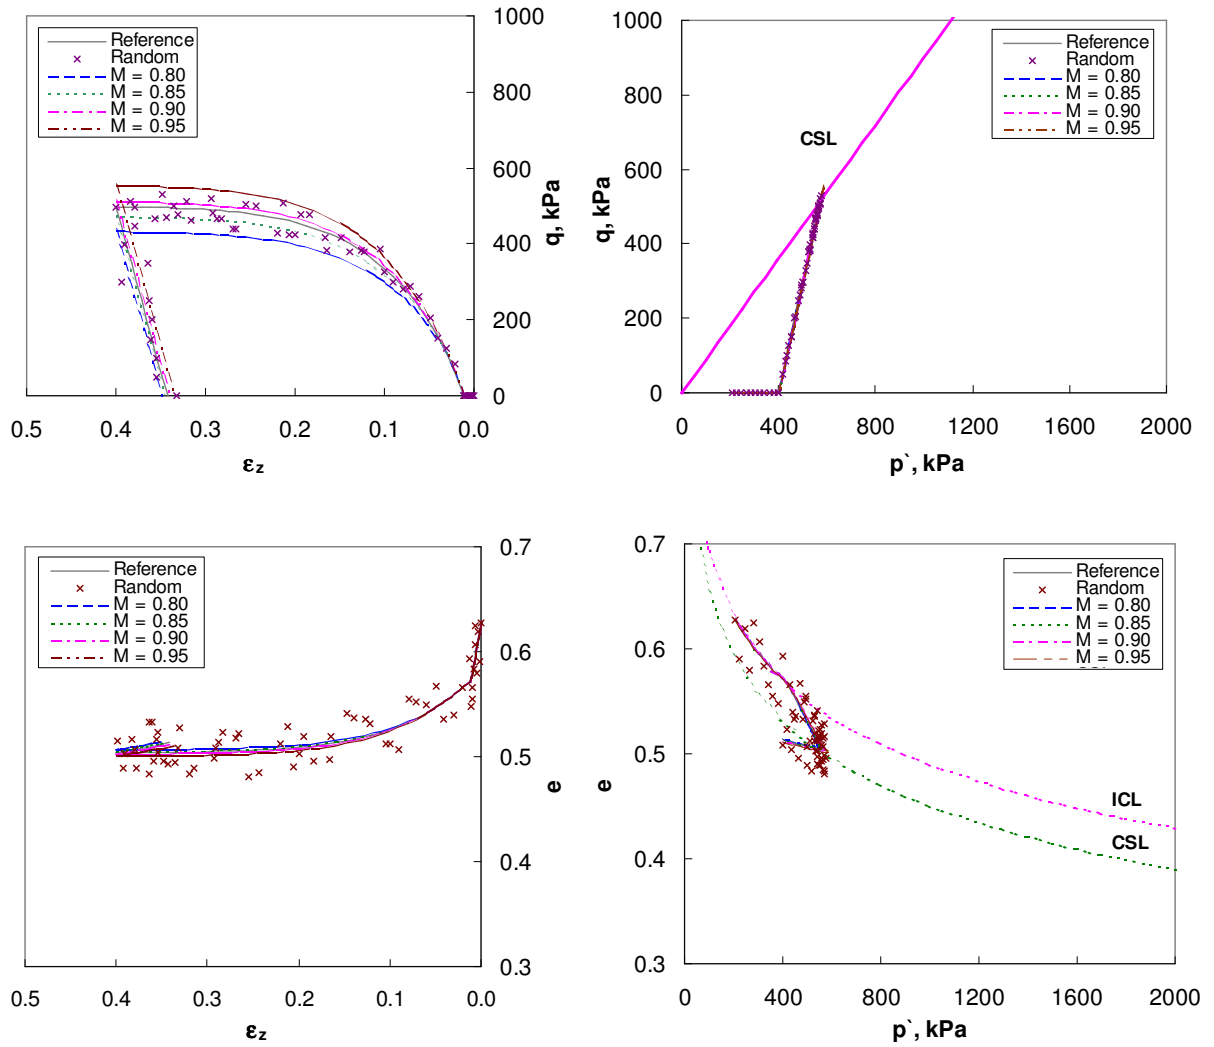 1000
800
600
400
200
0
q, kPa
Reference
Random
M = 0.80
M = 0.85
M = 0.90
M = 0.95
0.5
0.4
0.3
0.2
0.1
0.0
εz
1000
800
600
400
200
0
q, kPa
Reference
Random
M = 0.80
M = 0.85
M = 0.90
M = 0.95
CSL
0
400
800
1200
1600
2000
p`, kPa
0.7
0.6
0.5
0.4
0.3
e
Reference
Random
M = 0.80
M = 0.85
M = 0.90
M = 0.95
0.5
0.4
0.3
0.2
0.1
0.0
εz
0.7
0.6
0.5
0.4
0.3
e
Reference
Random
M = 0.80
M = 0.85
M = 0.90
M = 0.95
ICL
CSL
0
400
800
1200
1600
2000
p`, kPa